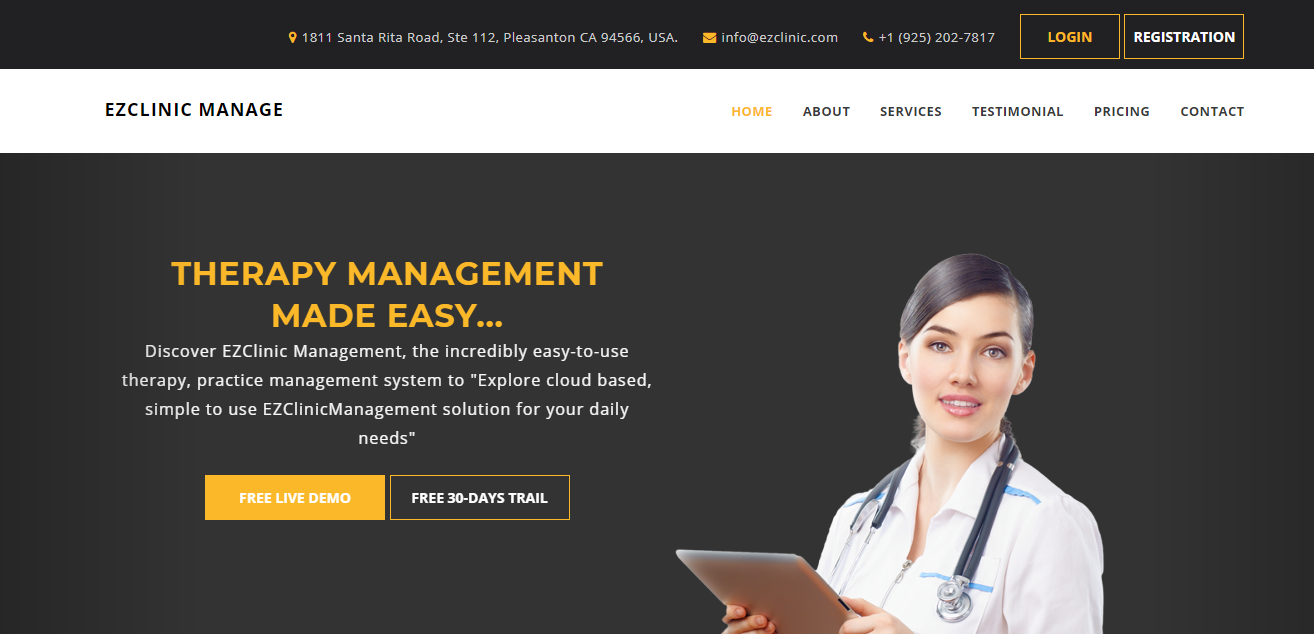 1811 Santa Rita Road, Ste 112, Pleasanton CA 94566, USA. info@ezclinic.com +1 (925) 202-7817 LOGIN REGISTRATION
EZCLINIC MANAGE HOME ABOUT SERVICES TESTIMONIAL PRICING CONTACT
THERAPY MANAGEMENT
MADE EASY...
Discover EZClinic Management, the incredibly easy-to-use
therapy, practice management system to "Explore cloud based,
simple to use EZClinicManagement solution for your daily
needs"
FREE LIVE DEMO FREE 30-DAYS TRAIL